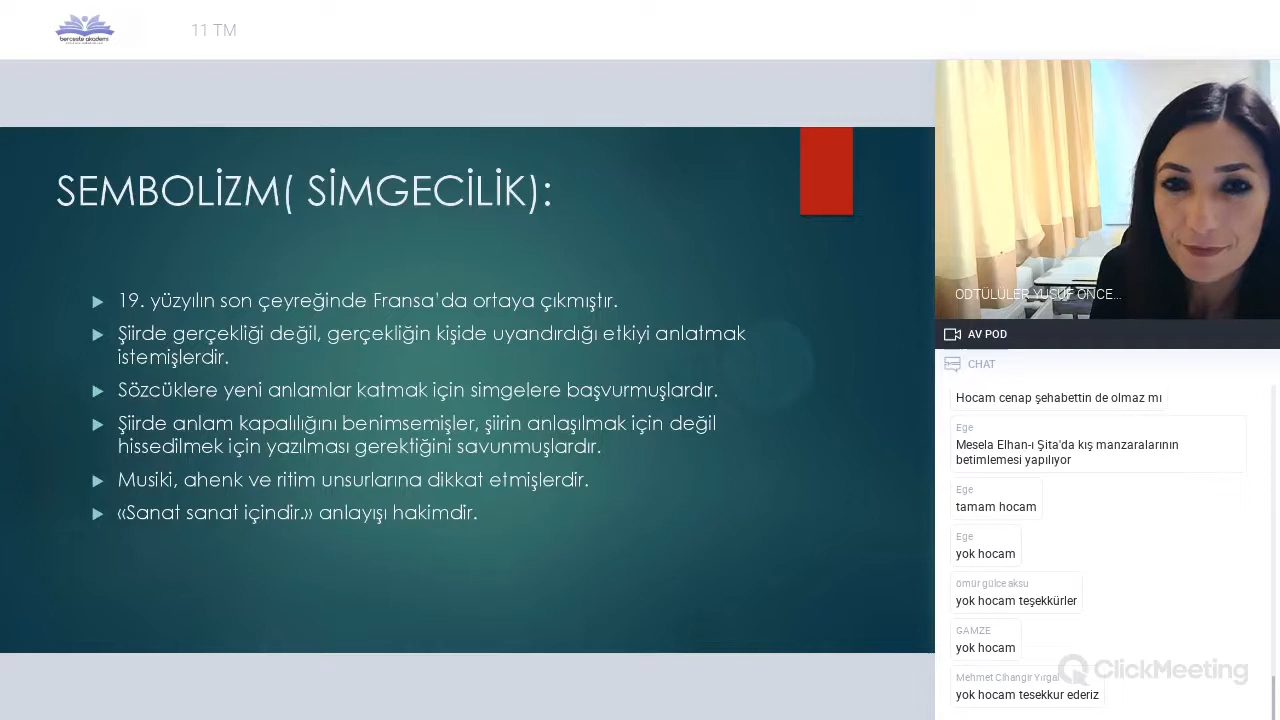 berceste akademi
11 TM
SEMBOLİZM( SİMGECİLİK):
19. yüzyılın son çeyreğinde Fransa'da ortaya çıkmıştır.
Şiirde gerçekliği değil, gerçekliğin kişide uyandırdığı etkiyi anlatmak
istemişlerdir.
Sözcüklere yeni anlamlar katmak için simgelere başvurmuşlardır.
Şiirde anlam kapalılığını benimsemişler, şiirin anlaşılmak için değil
hissedilmek için yazılması gerektiğini savunmuşlardır.
Musiki, ahenk ve ritim unsurlarına dikkat etmişlerdir.
«Sanat sanat içindir.» anlayışı hakimdir.
ODTÜLÜLER YUSUF ÖNCE...
AV POD
CHAT
Hocam cenap şehabettin de olmaz mı
Ege
Mesela Elhan-ı Şita'da kış manzaralarının
betimlemesi yapılıyor
Ege
tamam hocam
Ege
yok hocam
ömür gülce aksu
yok hocam teşekkürler
GAMZE
yok hocam
Mehmet Cihangir Yırgal
yok hocam tesekkur ederiz
ClickMeeting